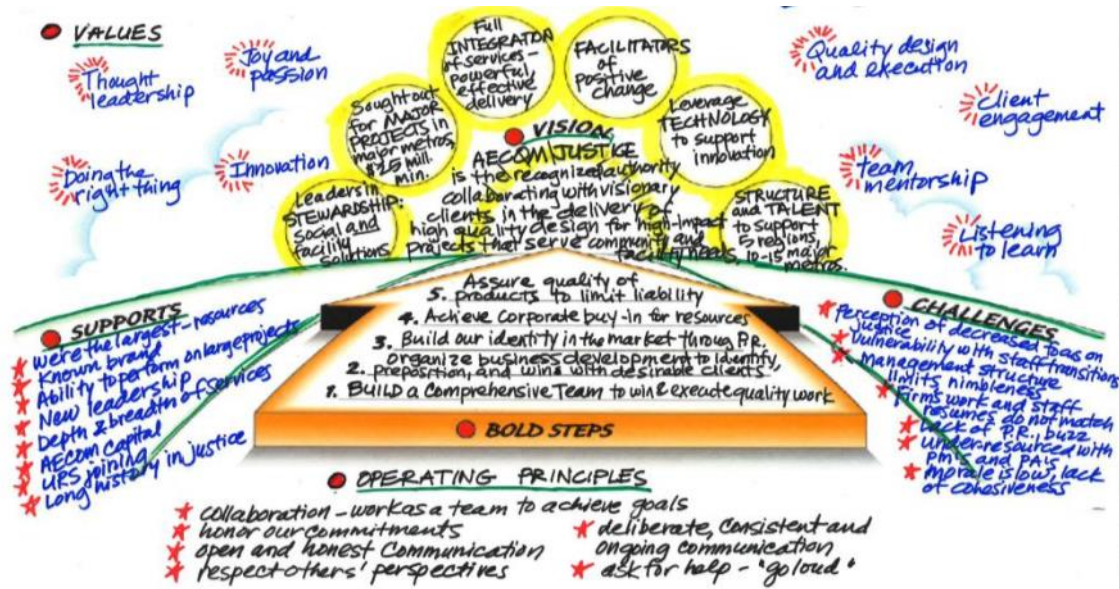 VALUES
Thought
leadership
Joy and
passion
Doing the
right thing
Innovation
Leaders in
STEWARDSHIP:
social and
facility
solutions
Sought out
for MAJOR
PROJECTS in
major metros,
$25 mill.
min.
Full
INTEGRATION
of services-
powerful
effective
delivery
FACILITATORS
of
positive
change
Leverage
TECHNOLOGY
to support
innovation
STRUCTURE
and TALENT
to support
5 regions,
10-15 major
metros.
Quality design
and execution
client
engagement
team
mentorship
Listening
to learn
VISION
AECOM/JUSTICE
is the recognized authority
collaborating with visionary
clients in the delivery of
high quality design for high-impact
projects that serve community and
facility needs,
SUPPORTS
were the largest-resources
Known brand
Ability to perform on large projects
New leadership
Depth & breadth of services
AECOM Capital
URS joining
Long history in justice
Assure quality of
5. products to limit liability
4. Achieve Corporate buy-in for resources
3. Build our identity in the market through P.R.
organize business development to identify,
2. preposition, and win with desirable clients
1. BUILD a Comprehensive Team to win & execute quality work
BOLD STEPS
CHALLENGES
Perception of decreased focus on
justice
Vulnerability with staff transitions
management structure
limits nimbleness
Firms work and staff
resumes do not match
Lack of P.R., buzz
under-resourced with
PM's and PA's
morale is low, lack
of cohesiveness
OPERATING PRINCIPLES
collaboration - work as a team to achieve goals
honor our commitments
open and honest communication
respect others' perspectives
deliberate, consistent and
ongoing communication
ask for help - "go loud"